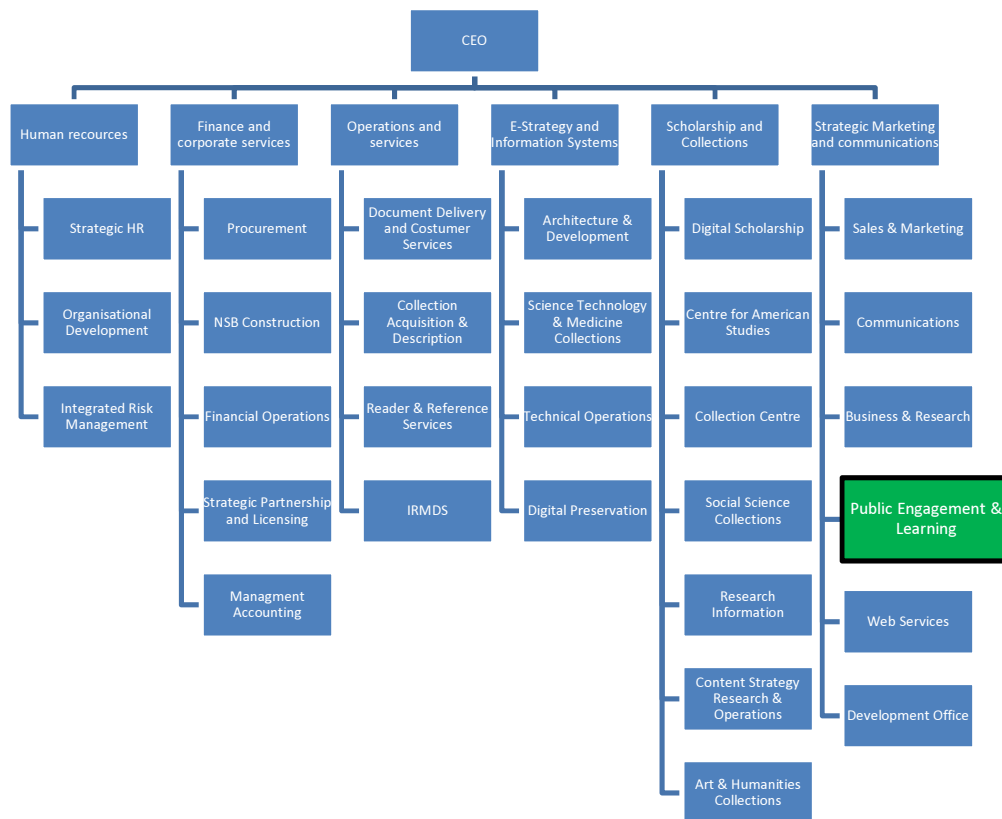 CEO
Human recources
Finance and
corporate services
Operations and
services
E-Strategy and
Information Systems
Scholarship and
Collections
Strategic Marketing
and communications
Strategic HR
Organisational
Development
Integrated Risk
Management
Procurement
NSB Construction
Financial Operations
Strategic Partnership
and Licensing
Managment
Accounting
Document Delivery
and Costumer
Services
Collection
Acquisition &
Description
Reader & Reference
Services
IRMDS
Architecture &
Development
Science Technology
& Medicine
Collections
Technical Operations
Digital Preservation
Digital Scholarship
Centre for American
Studies
Collection Centre
Social Science
Collections
Research
Information
Content Strategy
Research &
Operations
Art & Humanities
Collections
Sales & Marketing
Communications
Business & Research
Public Engagement &
Learning
Web Services
Development Office